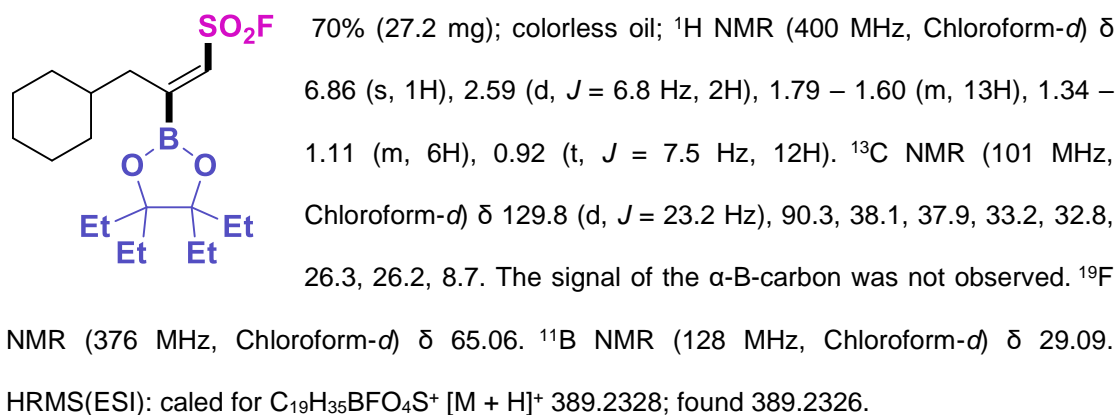 SO₂F
B
O O
Et Et
Et Et
70% (27.2 mg); colorless oil; ¹H NMR (400 MHz, Chloroform-d) δ
6.86 (s, 1H), 2.59 (d, J = 6.8 Hz, 2H), 1.79 – 1.60 (m, 13H), 1.34 –
1.11 (m, 6H), 0.92 (t, J = 7.5 Hz, 12H). ¹³C NMR (101 MHz,
Chloroform-d) δ 129.8 (d, J = 23.2 Hz), 90.3, 38.1, 37.9, 33.2, 32.8,
26.3, 26.2, 8.7. The signal of the α-B-carbon was not observed. ¹⁹F
NMR (376 MHz, Chloroform-d) δ 65.06. ¹¹B NMR (128 MHz, Chloroform-d) δ 29.09.
HRMS(ESI): caled for C₁₉H₃₅BFO₄S⁺ [M + H]⁺ 389.2328; found 389.2326.